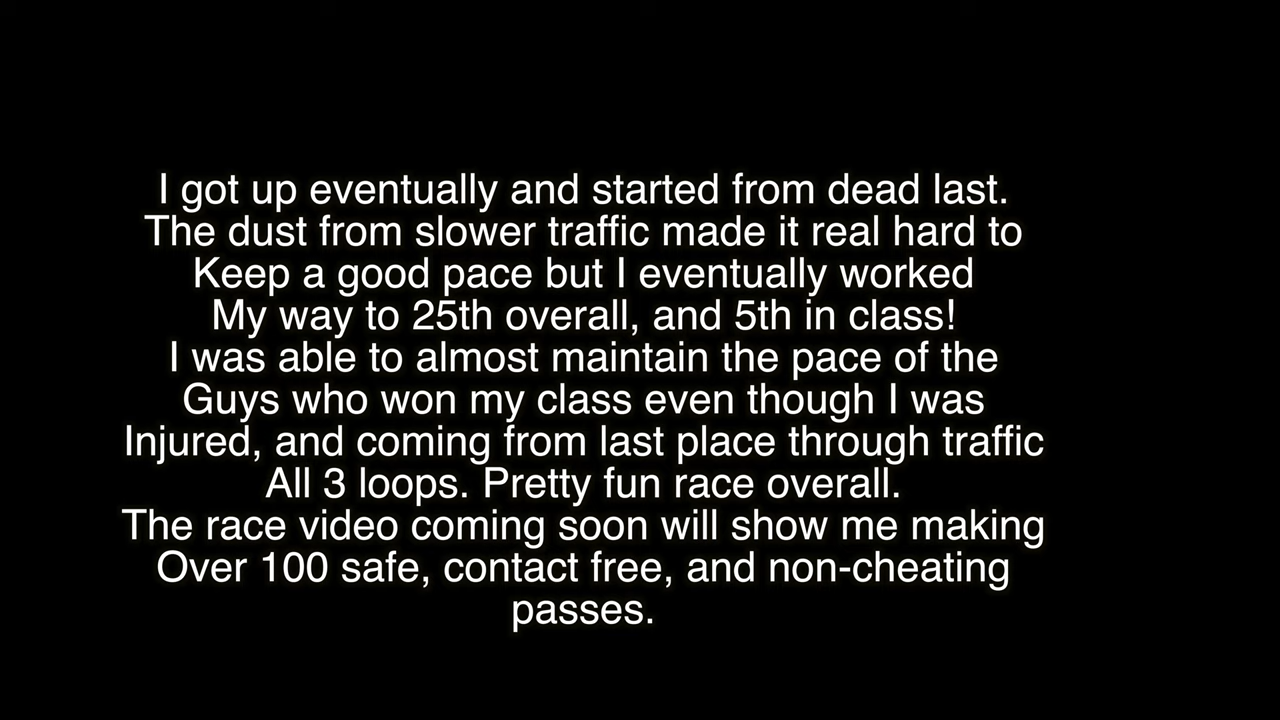 I got up eventually and started from dead last.
The dust from slower traffic made it real hard to
Keep a good pace but I eventually worked
My way to 25th overall, and 5th in class!
I was able to almost maintain the pace of the
Guys who won my class even though I was
Injured, and coming from last place through traffic
All 3 loops. Pretty fun race overall.
The race video coming soon will show me making
Over 100 safe, contact free, and non-cheating
passes.